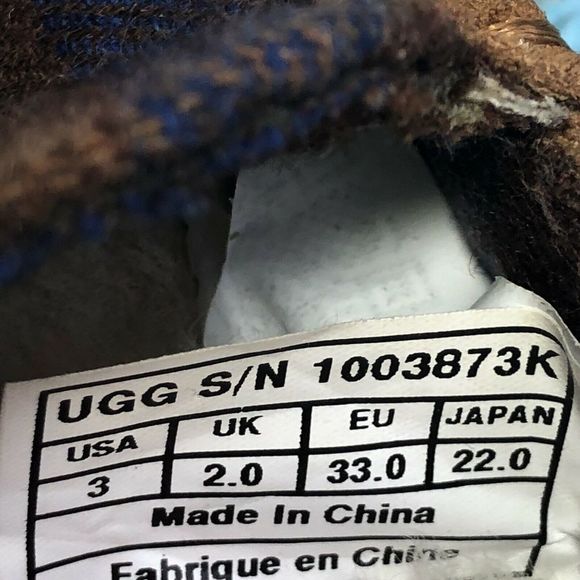 UGG S/N 1003873K
USA UK EU JAPAN
3 2.0 33.0 22.0
Made In China
Fabrique en Chine